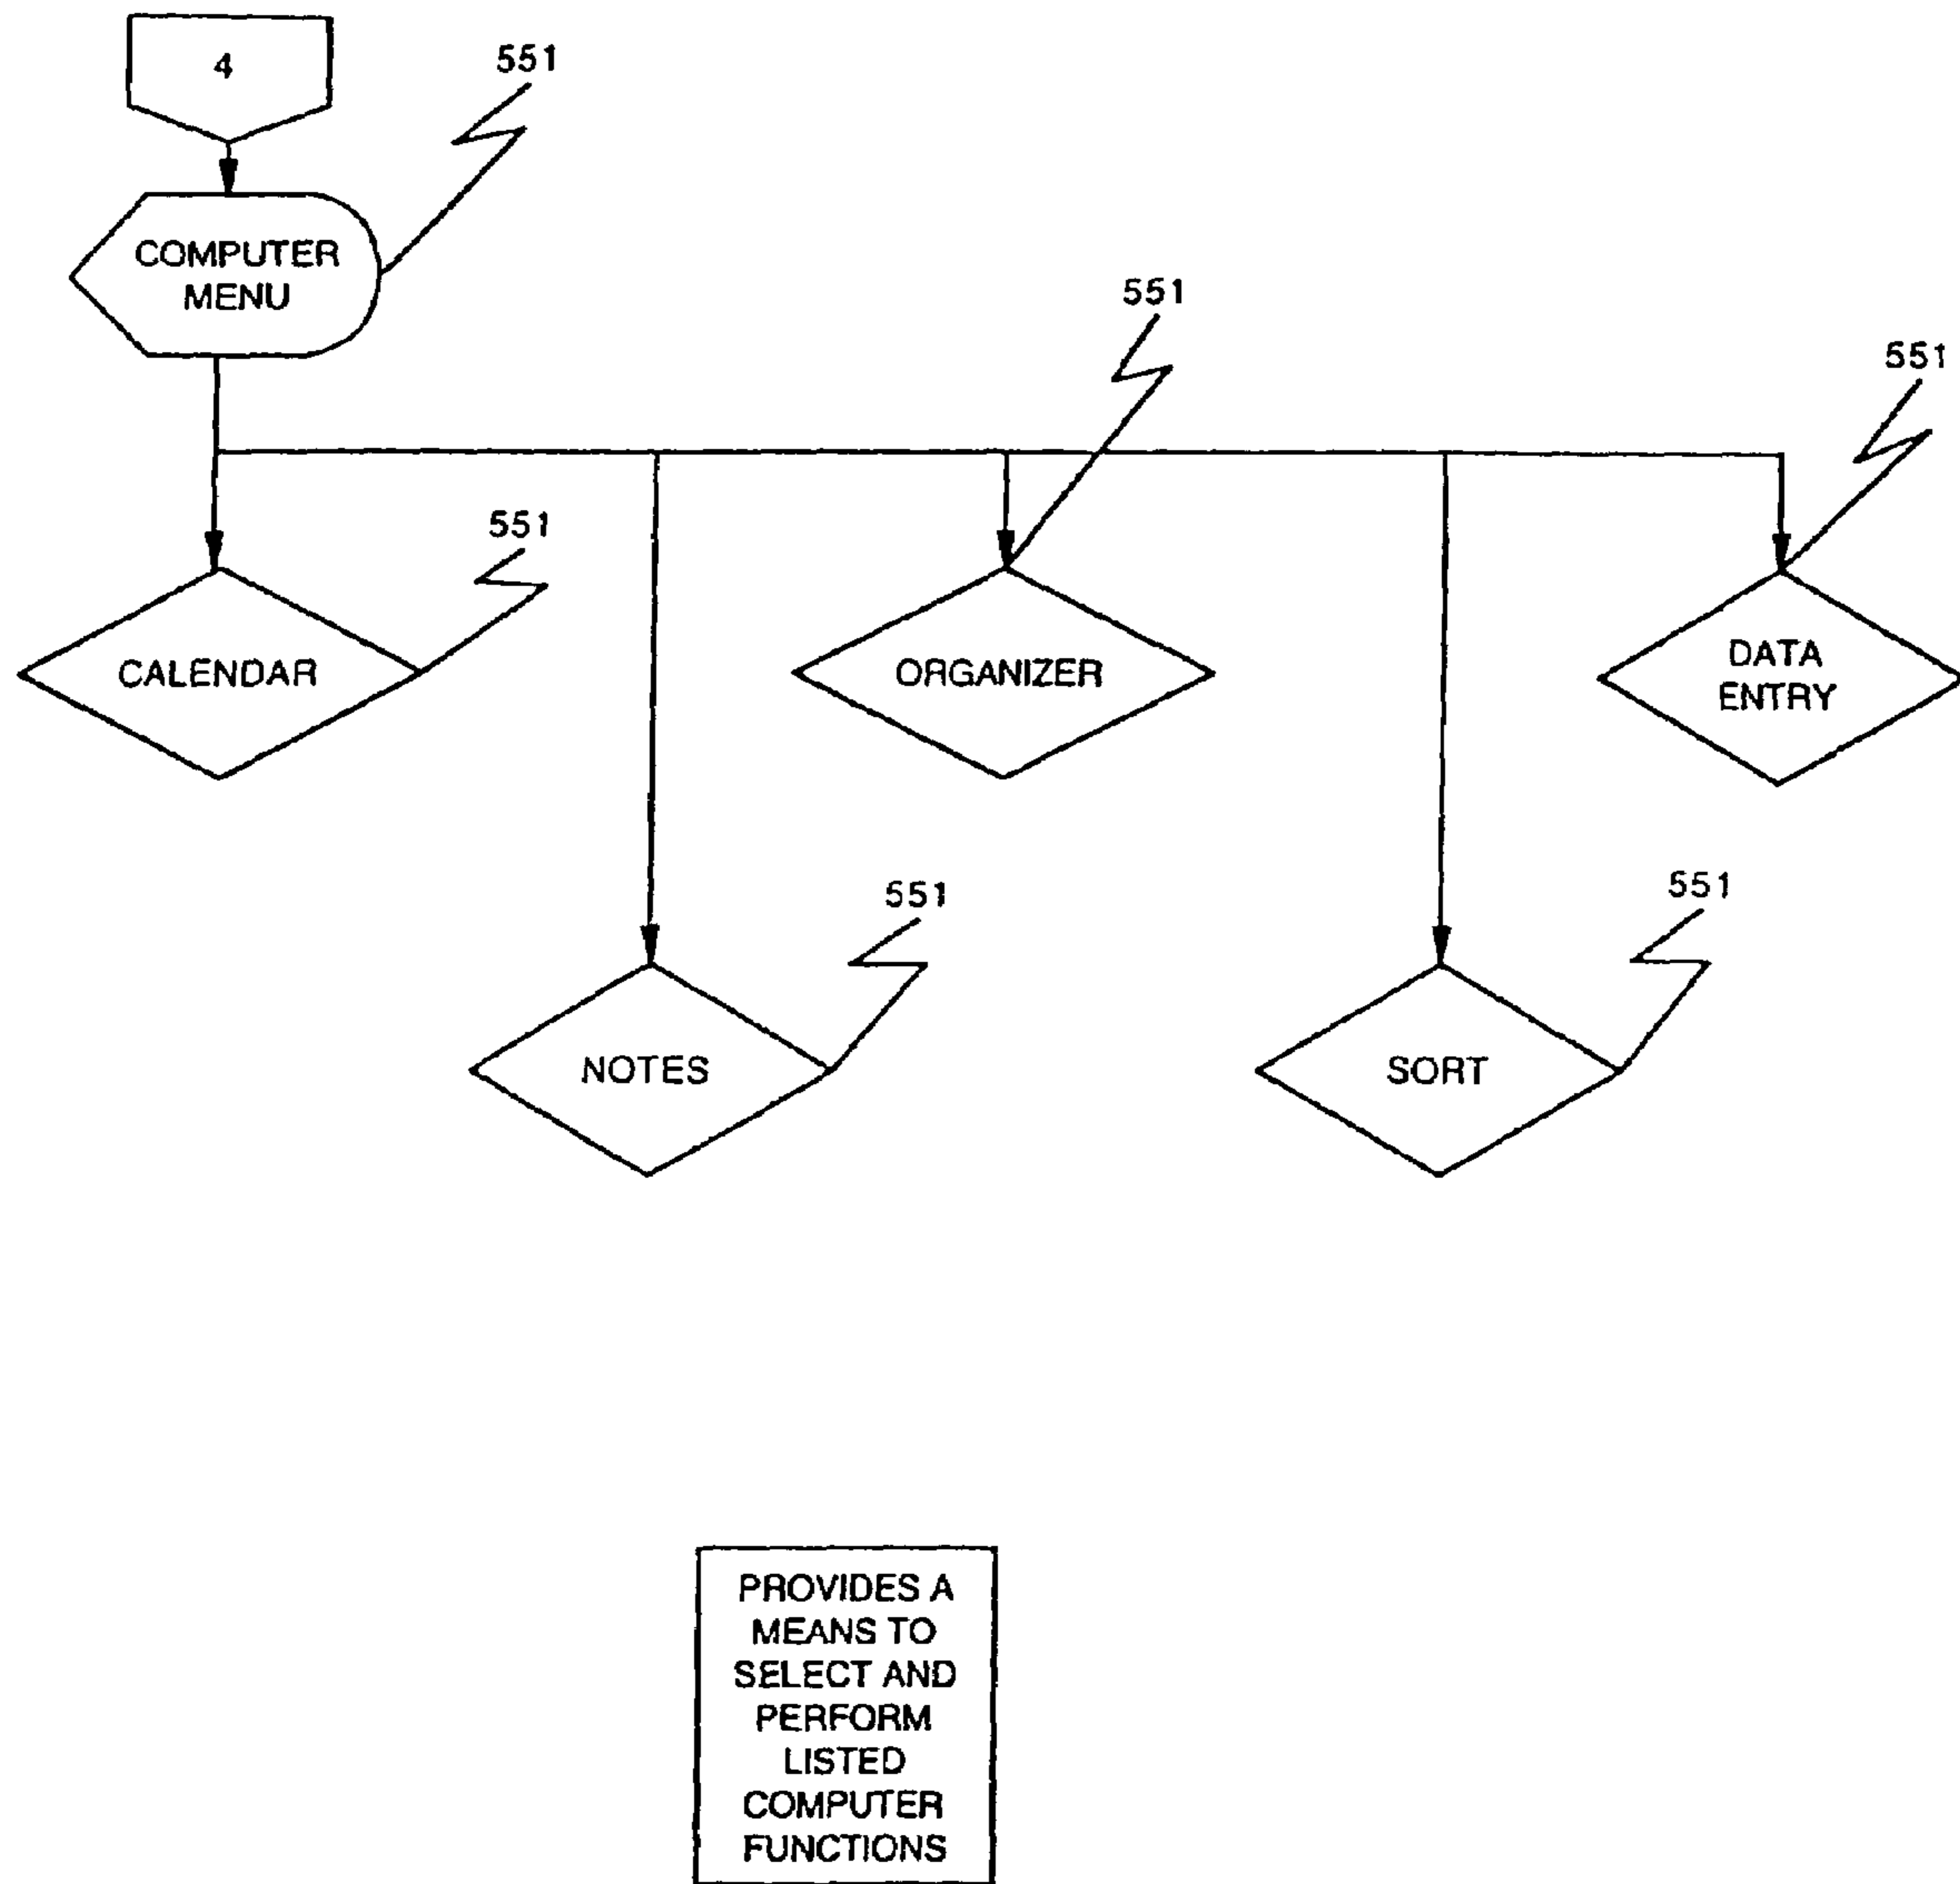 4
551
COMPUTER
MENU
551
551
551
CALENDAR
ORGANIZER
DATA
ENTRY
551
551
NOTES
SORT
PROVIDES A
MEANS TO
SELECT AND
PERFORM
LISTED
COMPUTER
FUNCTIONS